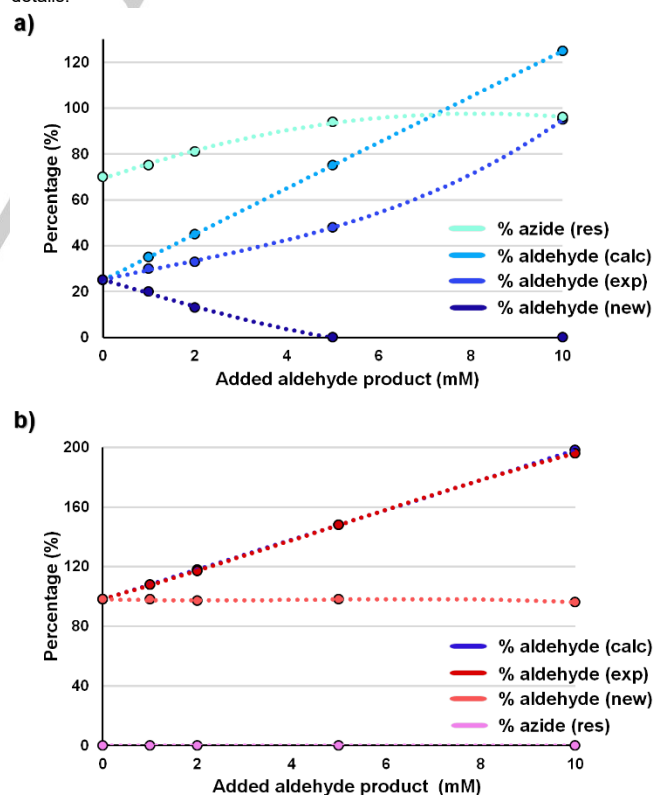 details.
a)
120
100
80
60
40
20
0
Percentage (%)
% azide (res)
% aldehyde (calc)
% aldehyde (exp)
% aldehyde (new)
0 2 4 6 8 10
Added aldehyde product (mM)
b)
200
160
120
80
40
0
Percentage (%)
% aldehyde (calc)
% aldehyde (exp)
% aldehyde (new)
% azide (res)
0 2 4 6 8 10
Added aldehyde product (mM)